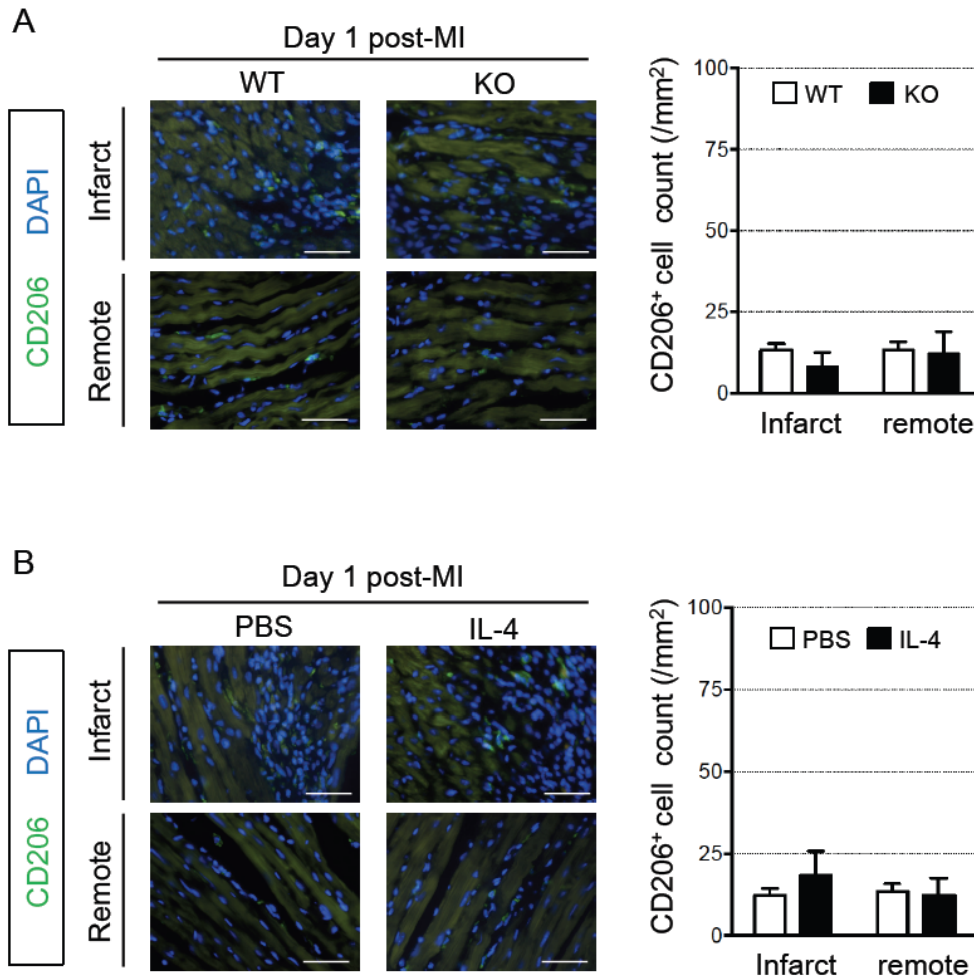 A
Day 1 post-MI
WT KO
CD206 DAPI
Infarct
Remote
CD206⁺ cell count (/mm²)
100
75
50
25
0
WT KO
Infarct remote
B
Day 1 post-MI
PBS IL-4
CD206 DAPI
Infarct
Remote
CD206⁺ cell count (/mm²)
100
75
50
25
0
PBS IL-4
Infarct remote